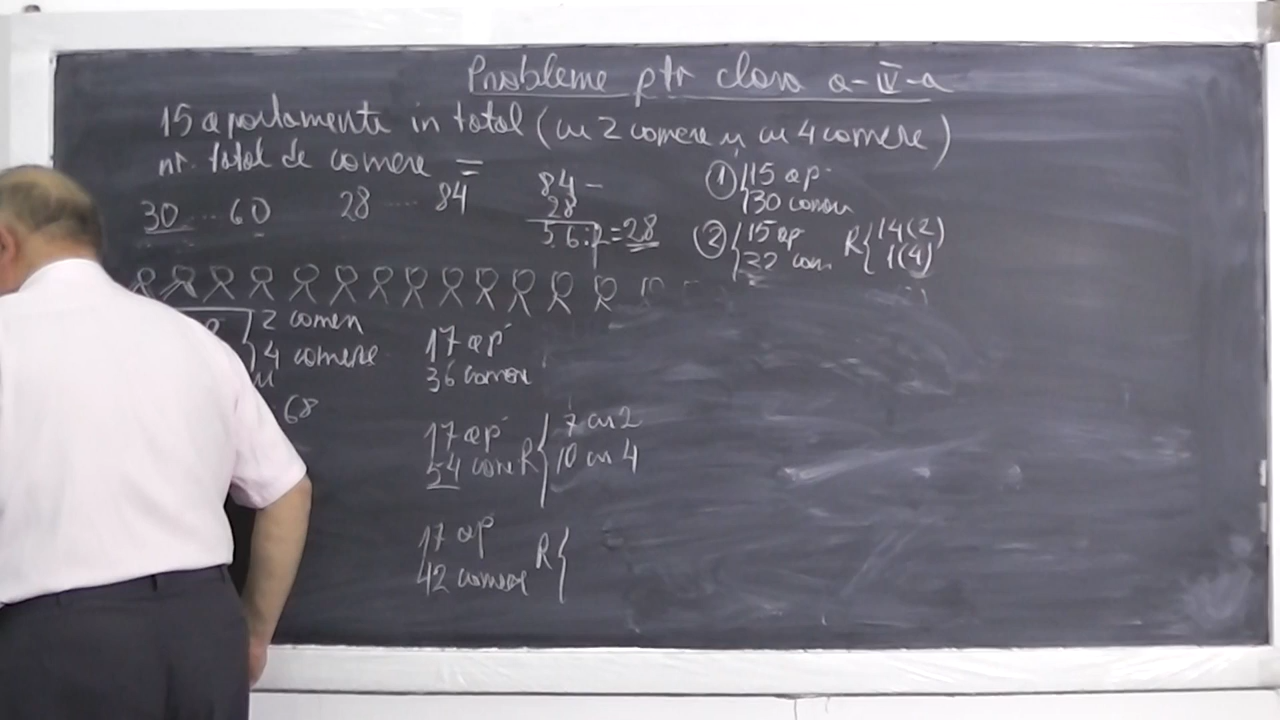 Probleme ptr clasa a-IV-a
15 apartamente in total (cu 2 camere și cu 4 camere)
nr. total de camere =
30 ... 60 28 ... 84
84 -
28
56:2=28
① 15 ap.
30 camere
② 15 ap
32 cam. R 14(2)
1(4)
2 camere
4 camere
68
17 ap
36 camere
17 ap
54 cam R 7 cu 2
10 cu 4
17 ap
42 camere R